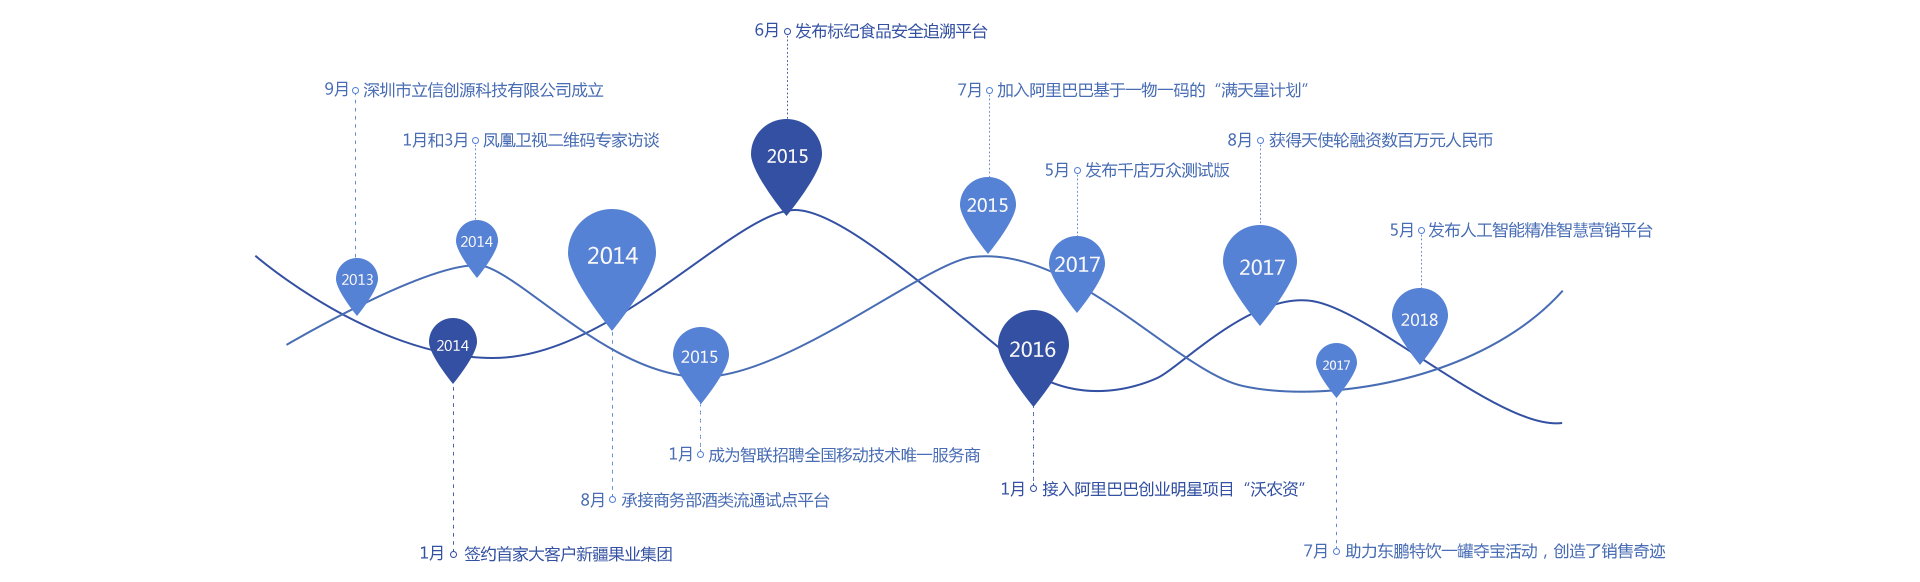 6月 发布标纪食品安全追溯平台
9月 深圳市立信创源科技有限公司成立
7月 加入阿里巴巴基于一物一码的“满天星计划”
1月和3月 凤凰卫视二维码专家访谈
8月 获得天使轮融资数百万元人民币
5月 发布千店万众测试版
5月 发布人工智能精准智慧营销平台
2015
2015
2014
2014
2017
2017
2013
2018
2014
2016
2015
2017
1月 成为智联招聘全国移动技术唯一服务商
1月 接入阿里巴巴创业明星项目“沃农资”
8月 承接商务部酒类流通试点平台
1月 签约首家大客户新疆果业集团
7月 助力东鹏特饮一罐夺宝活动，创造了销售奇迹